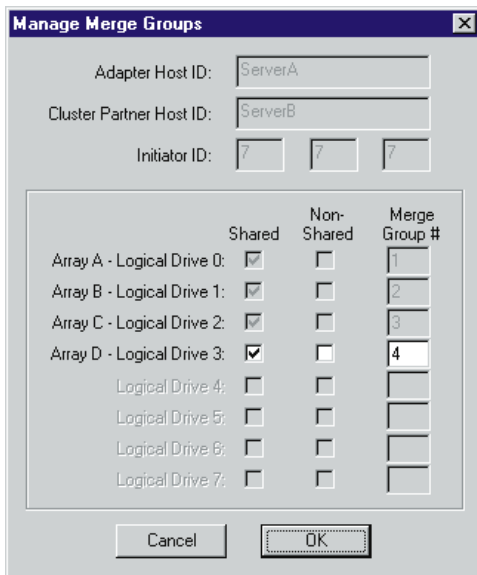 Manage Merge Groups
Adapter Host ID: ServerA
Cluster Partner Host ID: ServerB
Initiator ID: 7 7 7
Shared Non-Shared Merge Group #
Array A - Logical Drive 0: 1
Array B - Logical Drive 1: 2
Array C - Logical Drive 2: 3
Array D - Logical Drive 3: 4
Logical Drive 4:
Logical Drive 5:
Logical Drive 6:
Logical Drive 7:
Cancel OK